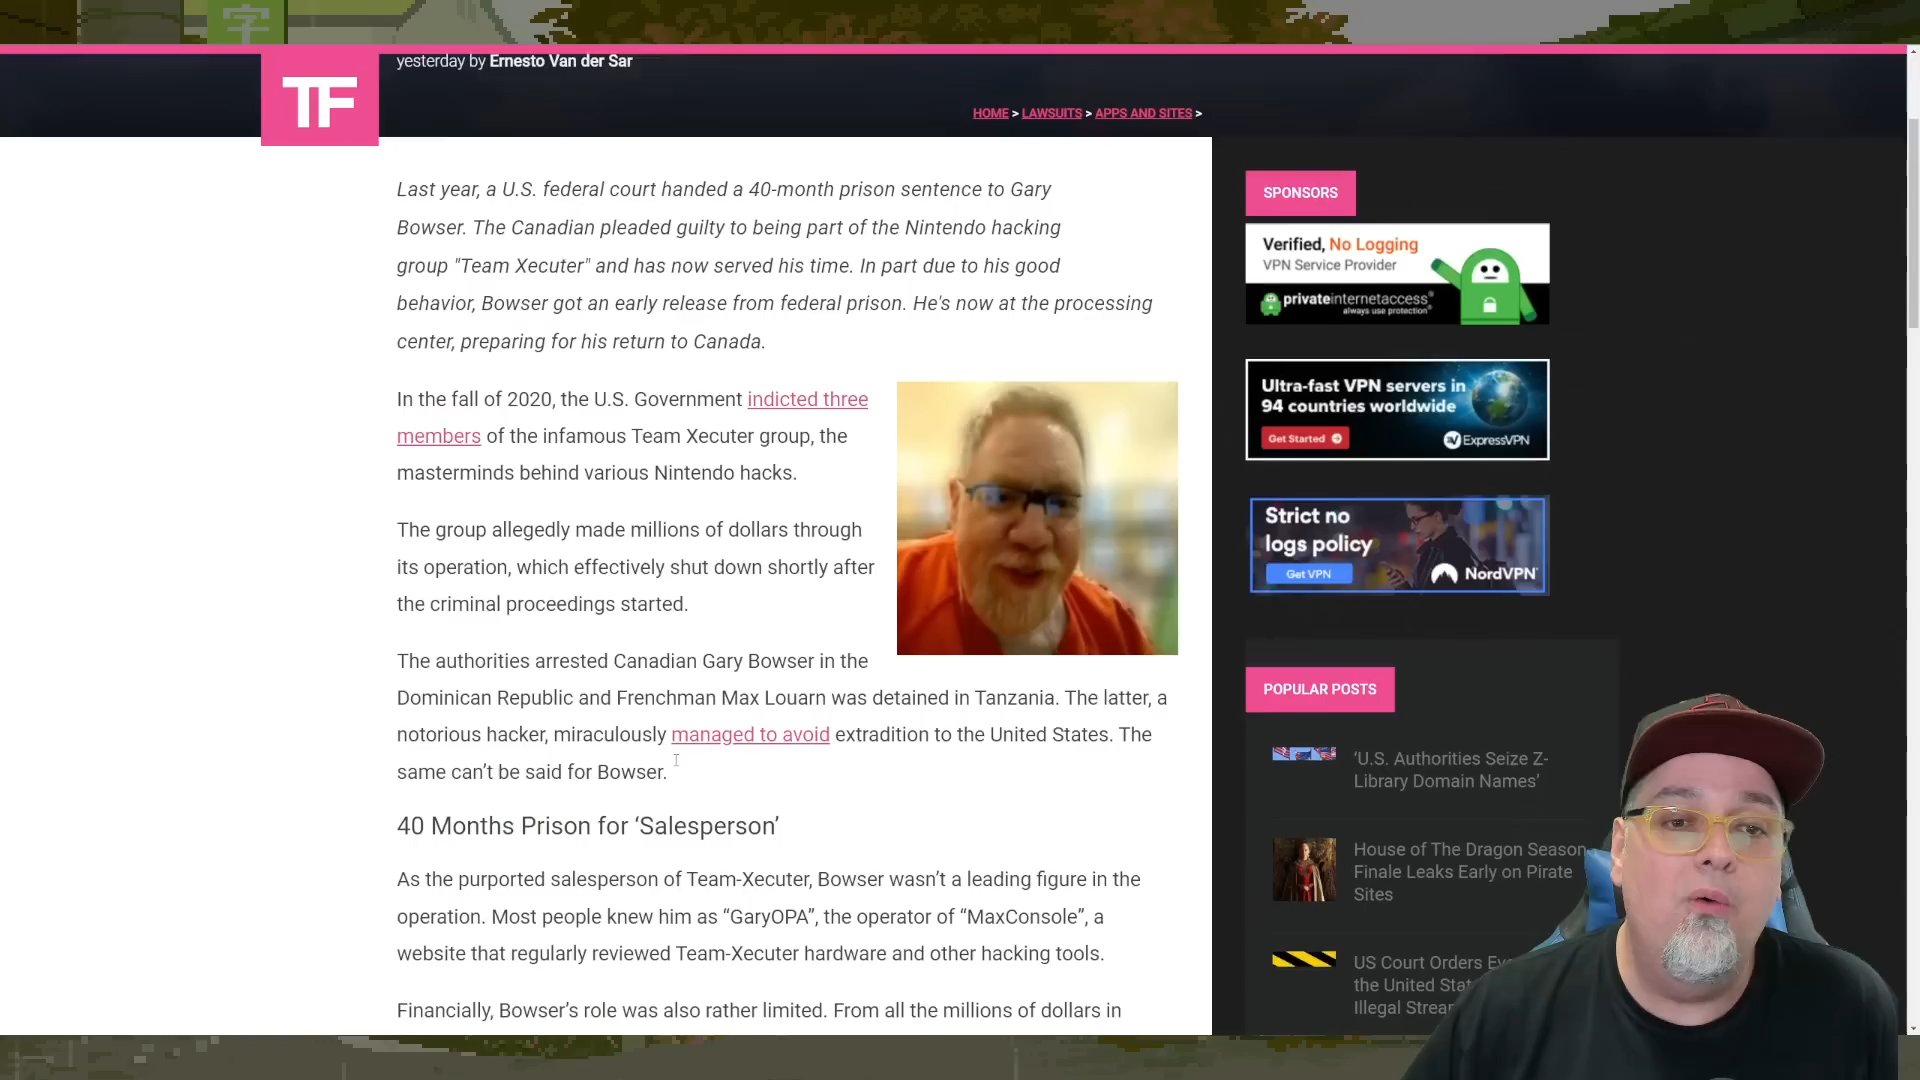 字
yesterday by Ernesto Van der Sar
TF
HOME > LAWSUITS > APPS AND SITES >
Last year, a U.S. federal court handed a 40-month prison sentence to Gary
Bowser. The Canadian pleaded guilty to being part of the Nintendo hacking
group "Team Xecuter" and has now served his time. In part due to his good
behavior, Bowser got an early release from federal prison. He's now at the processing
center, preparing for his return to Canada.
In the fall of 2020, the U.S. Government indicted three
members of the infamous Team Xecuter group, the
masterminds behind various Nintendo hacks.
The group allegedly made millions of dollars through
its operation, which effectively shut down shortly after
the criminal proceedings started.
The authorities arrested Canadian Gary Bowser in the
Dominican Republic and Frenchman Max Louarn was detained in Tanzania. The latter, a
notorious hacker, miraculously managed to avoid extradition to the United States. The
same can’t be said for Bowser.
40 Months Prison for ‘Salesperson’
As the purported salesperson of Team-Xecuter, Bowser wasn’t a leading figure in the
operation. Most people knew him as “GaryOPA”, the operator of “MaxConsole”, a
website that regularly reviewed Team-Xecuter hardware and other hacking tools.
Financially, Bowser’s role was also rather limited. From all the millions of dollars in
SPONSORS
Verified, No Logging
VPN Service Provider
privateinternetaccess®
always use protection®
Ultra-fast VPN servers in
94 countries worldwide
Get Started
ExpressVPN
Strict no
logs policy
Get VPN
NordVPN
POPULAR POSTS
‘U.S. Authorities Seize Z-
Library Domain Names’
House of The Dragon Season
Finale Leaks Early on Pirate
Sites
US Court Orders
the United
Illegal